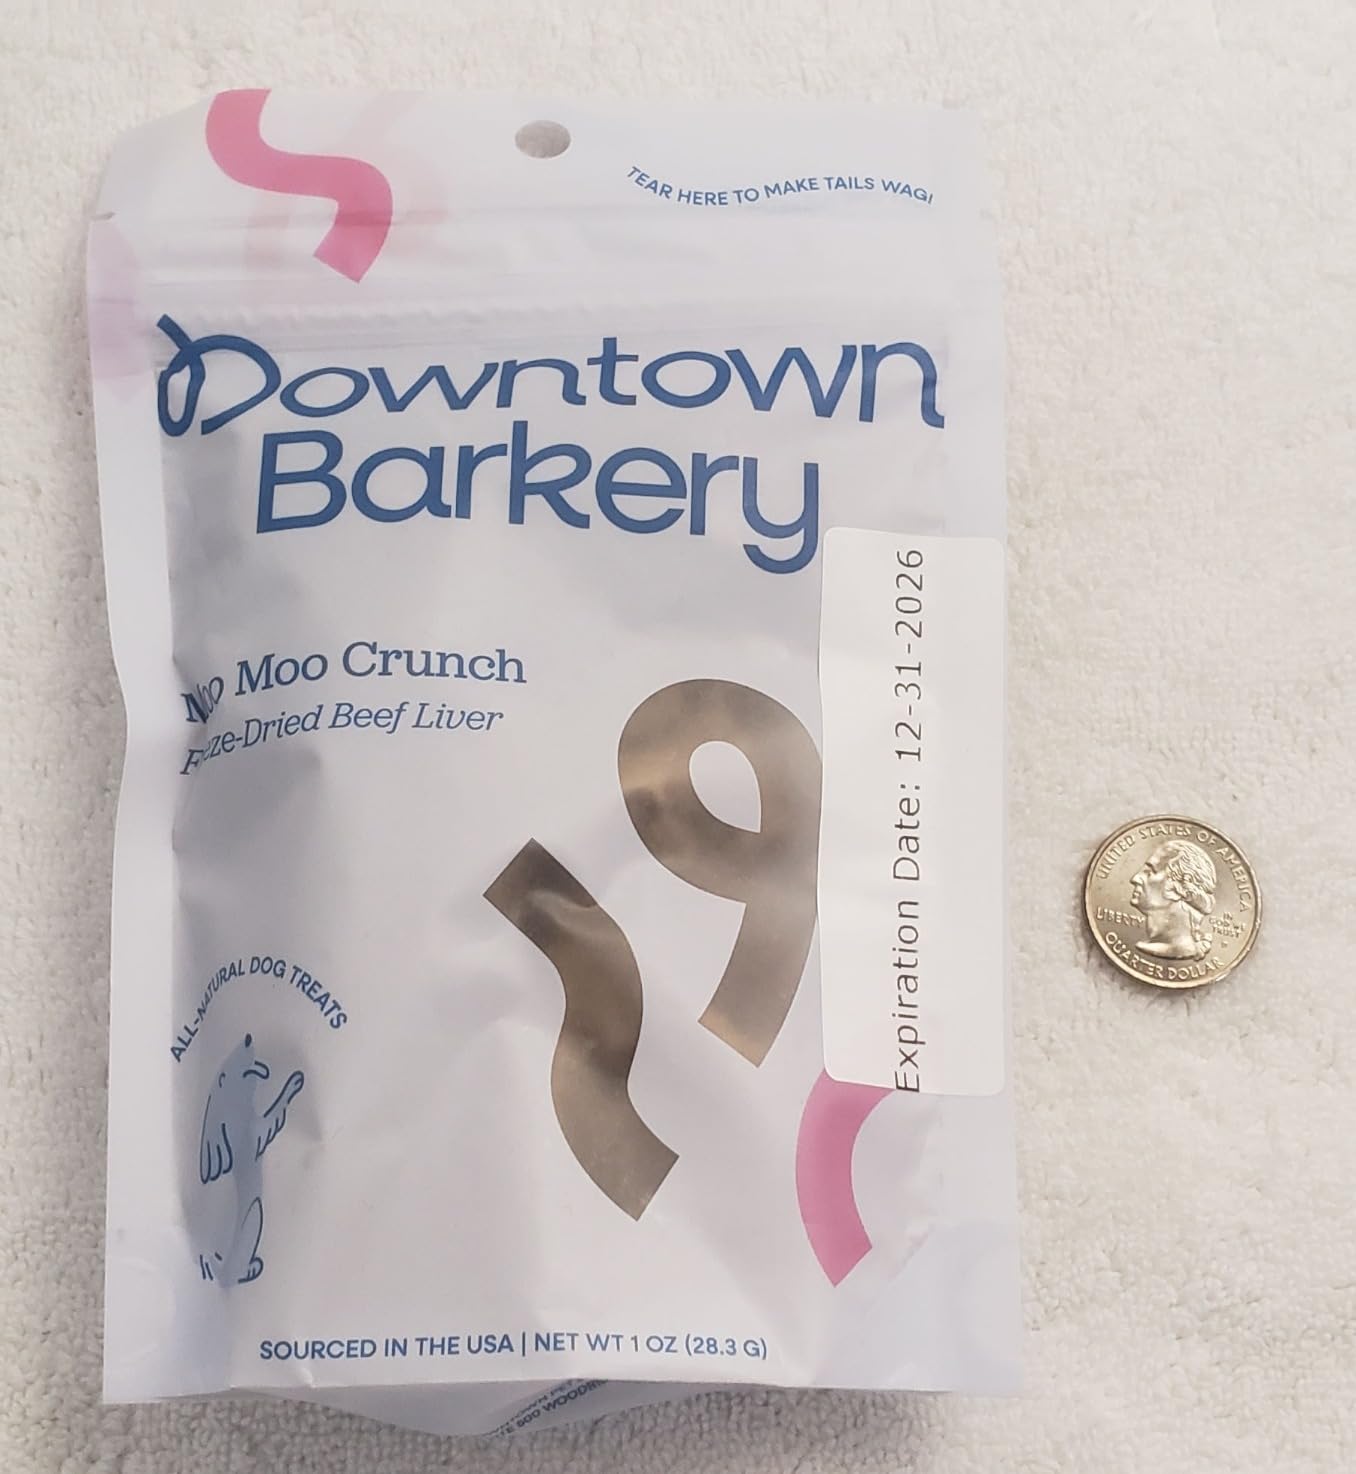 TEAR HERE TO MAKE TAILS WAG!
Downtown
Barkery
Moo Moo Crunch
Freeze-Dried Beef Liver
Expiration Date: 12-31-2026
ALL-NATURAL DOG TREATS
SOURCED IN THE USA | NET WT 1 OZ (28.3 G)
UNITED STATES OF AMERICA
LIBERTY
IN
GOD WE
TRUST
P
QUARTER DOLLAR